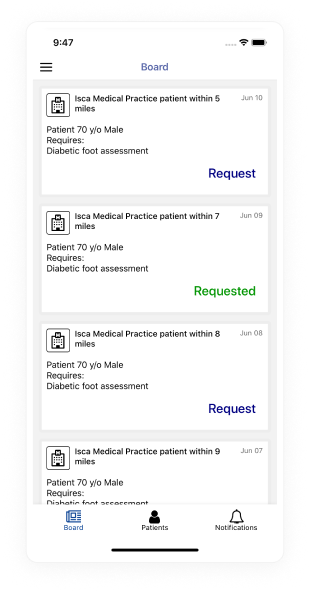 9:47
Board
Isca Medical Practice patient within 5
miles
Jun 10
Patient 70 y/o Male
Requires:
Diabetic foot assessment
Request
Isca Medical Practice patient within 7
miles
Jun 09
Patient 70 y/o Male
Requires:
Diabetic foot assessment
Requested
Isca Medical Practice patient within 8
miles
Jun 08
Patient 70 y/o Male
Requires:
Diabetic foot assessment
Request
Isca Medical Practice patient within 9
miles
Jun 07
Patient 70 y/o Male
Requires:
Diabetic foot assessment
Board
Patients
Notifications